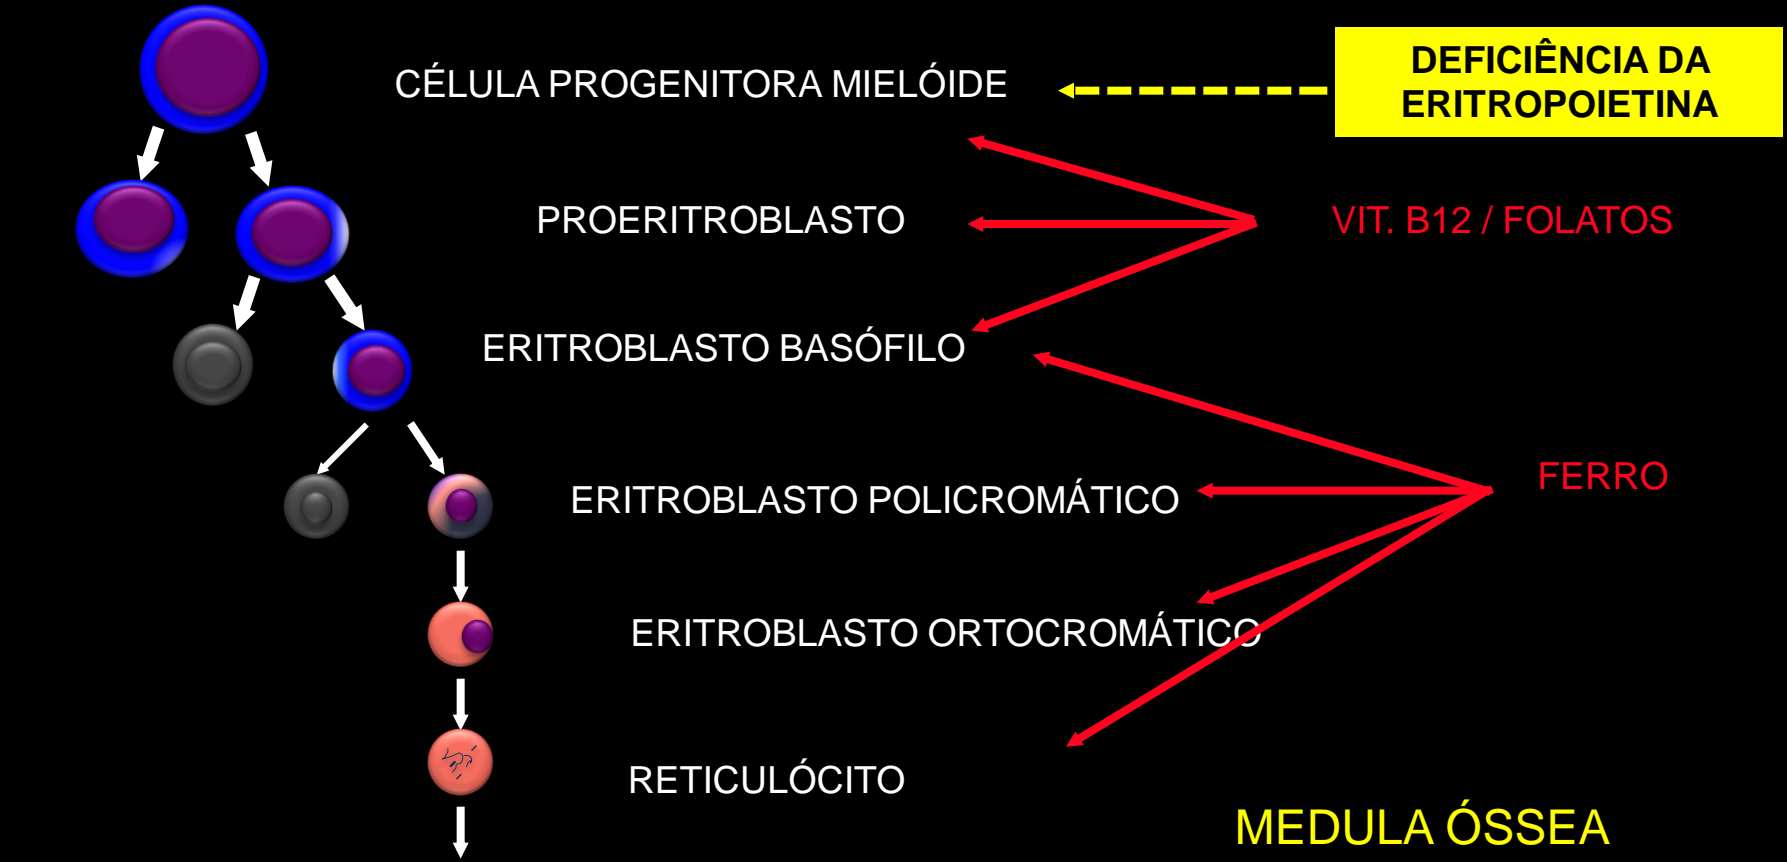 DEFICIÊNCIA DA
ERITROPOIETINA
CÉLULA PROGENITORA MIELÓIDE
PROERITROBLASTO
VIT. B12 / FOLATOS
ERITROBLASTO BASÓFILO
FERRO
ERITROBLASTO POLICROMÁTICO
ERITROBLASTO ORTOCROMÁTICO
RETICULÓCITO
MEDULA ÓSSEA